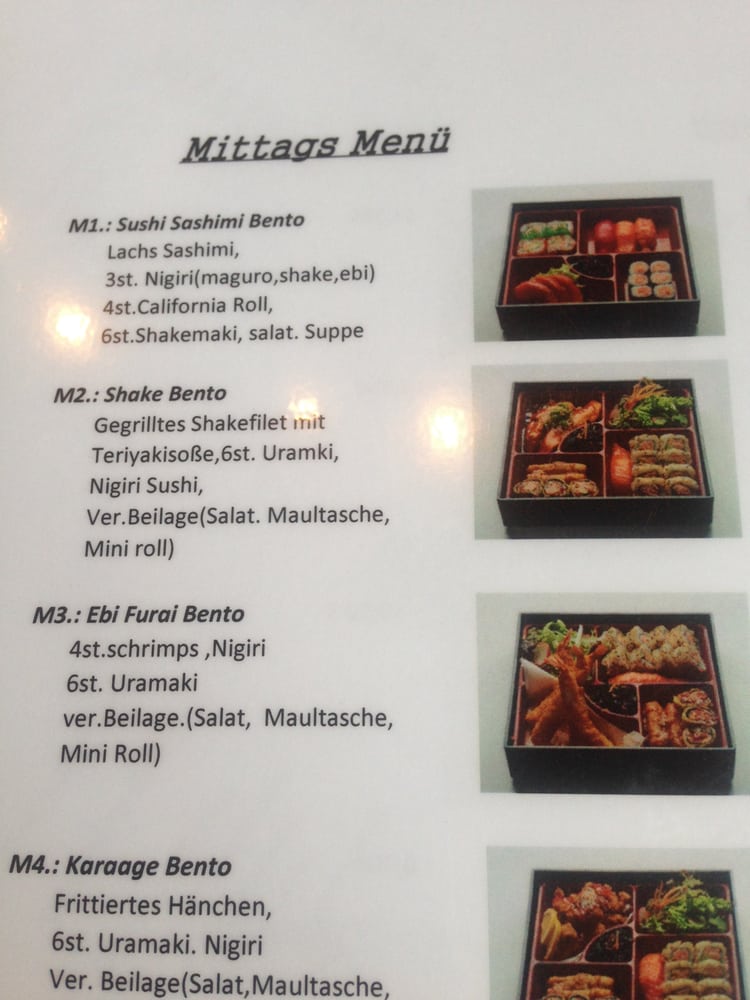 Mittags Menü
M1.: Sushi Sashimi Bento
Lachs Sashimi,
3st. Nigiri(maguro,shake,ebi)
4st.California Roll,
6st.Shakemaki, salat. Suppe
M2.: Shake Bento
Gegrilltes Shakefilet mit
Teriyakisoße,6st. Uramki,
Nigiri Sushi,
Ver.Beilage(Salat. Maultasche,
Mini roll)
M3.: Ebi Furai Bento
4st.schrimps ,Nigiri
6st. Uramaki
ver.Beilage.(Salat, Maultasche,
Mini Roll)
M4.: Karaage Bento
Frittiertes Hänchen,
6st. Uramaki. Nigiri
Ver. Beilage(Salat,Maultasche,